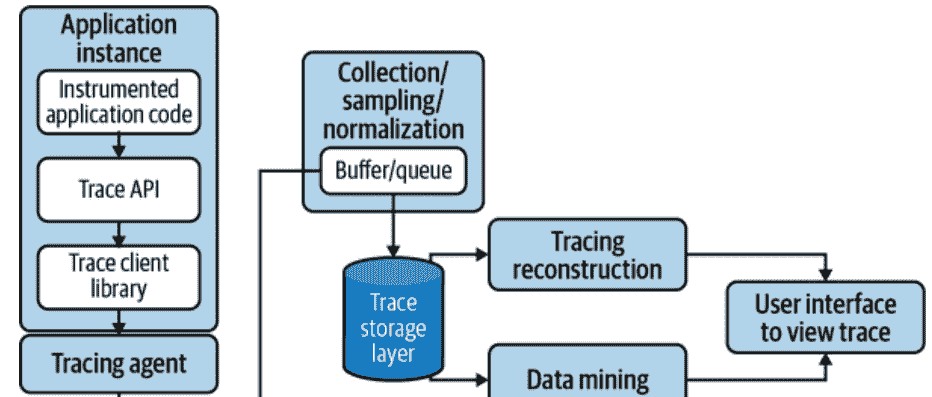 Application
instance
Instrumented
application code
Trace API
Trace client
library
Tracing agent
Collection/
sampling/
normalization
Buffer/queue
Trace
storage
layer
Tracing
reconstruction
Data mining
User interface
to view trace